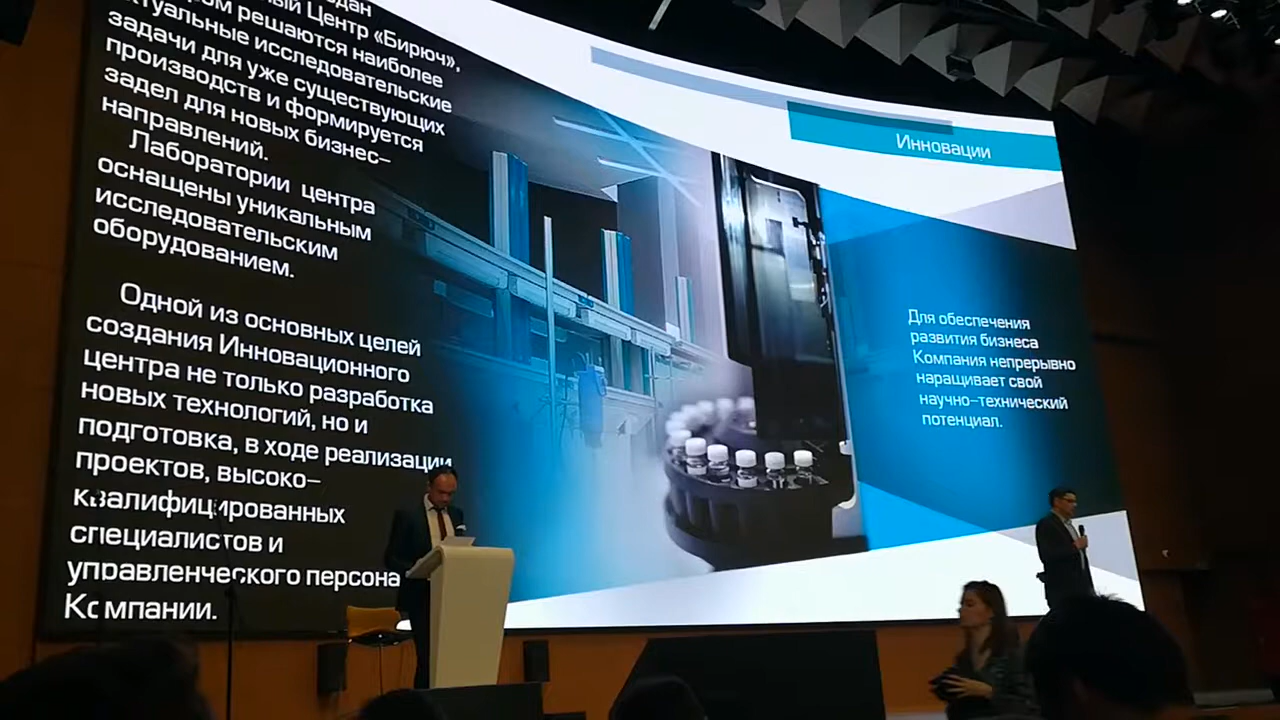 ный Центр «Бирюч»,
ром решаются наиболее
актуальные исследовательские
задачи для уже существующих
производств и формируется
задел для новых бизнес–
направлений.
Лаборатории центра
оснащены уникальным
исследовательским
оборудованием.
Одной из основных целей
создания Инновационного
центра не только разработка
новых технологий, но и
подготовка, в ходе реализации
проектов, высоко–
квалифицированных
специалистов и
управленческого персона
Компании.
Инновации
Для обеспечения
развития бизнеса
Компания непрерывно
наращивает свой
научно–технический
потенциал.